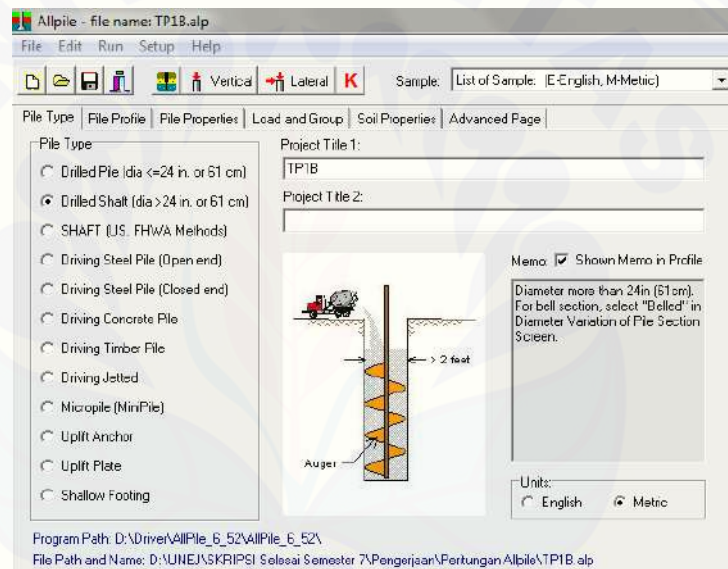 Allpile - file name: TP1B.alp
File Edit Run Setup Help
Vertical Lateral K Sample: List of Sample: (E-English, M-Metric)
Pile Type File Profile Pile Properties Load and Group Soil Properties Advanced Page
Pile Type
Drilled Pile (dia <=24 in. or 61 cm)
Drilled Shaft (dia >24 in. or 61 cm)
SHAFT (US. FHWA Methods)
Driving Steel Pile (Open end)
Driving Steel Pile (Closed end)
Driving Concrete Pile
Driving Timber Pile
Driving Jetted
Micropile (MiniPile)
Uplift Anchor
Uplift Plate
Shallow Footing
Project Title 1:
TP1B
Project Title 2:
> 2 feet
Auger
Memo: Shown Memo in Profile
Diameter more than 24in (61cm).
For bell section, select "Belled" in
Diameter Variation of Pile Section
Screen.
Units:
English Metric
Program Path: D:\Driver\AllPile_6_52\AllPile_6_52\
File Path and Name: D:\UNEJ\SKRIPSI Selesai Semester 7\Pengerjaan\Pertungan Allpile\TP1B.alp